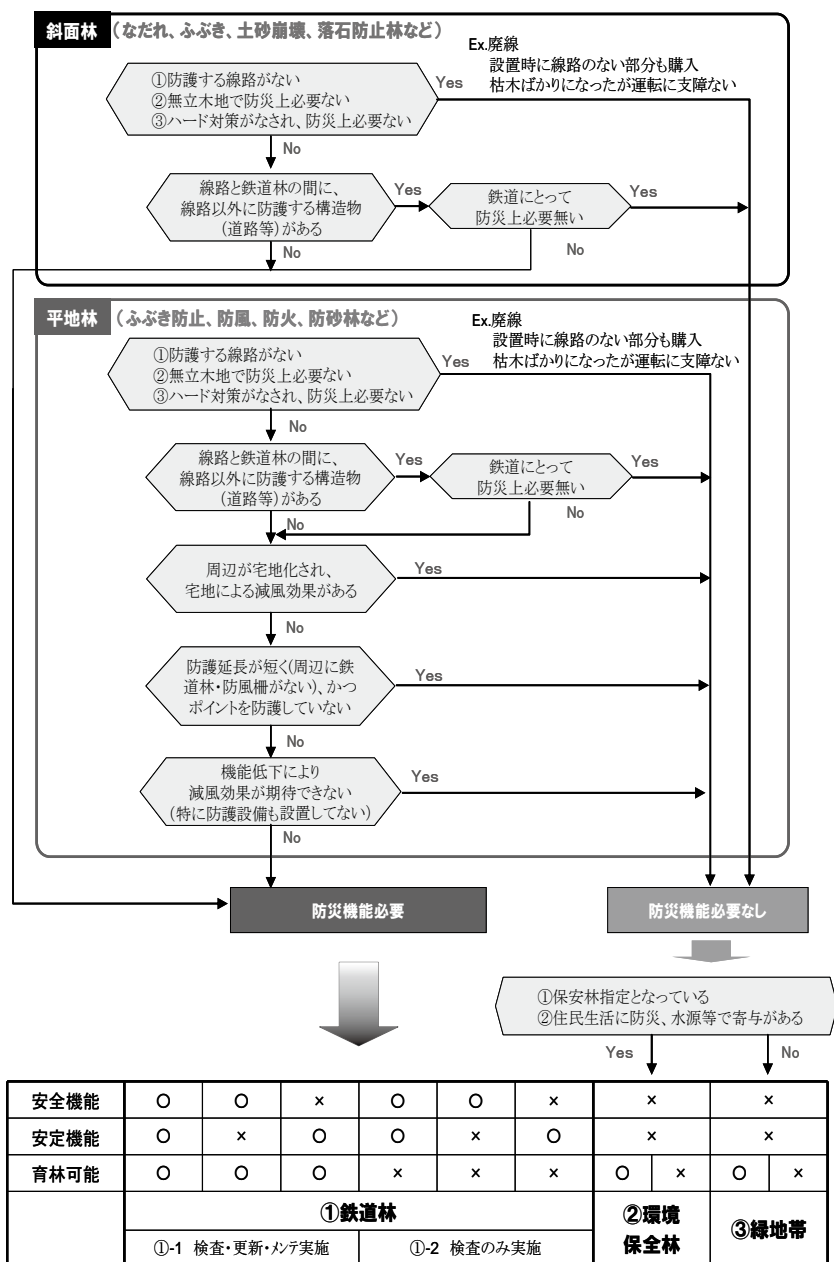 斜面林 (なだれ、ふぶき、土砂崩壊、落石防止林など)
Ex.廃線
設置時に線路のない部分も購入
枯木ばかりになったが運転に支障ない
①防護する線路がない
②無立木地で防災上必要ない
③ハード対策がなされ、防災上必要ない
Yes
No
線路と鉄道林の間に、
線路以外に防護する構造物
(道路等)がある
Yes
鉄道にとって
防災上必要無い
Yes
No
No
平地林 (ふぶき防止、防風、防火、防砂林など)
Ex.廃線
設置時に線路のない部分も購入
枯木ばかりになったが運転に支障ない
①防護する線路がない
②無立木地で防災上必要ない
③ハード対策がなされ、防災上必要ない
Yes
No
線路と鉄道林の間に、
線路以外に防護する構造物
(道路等)がある
Yes
鉄道にとって
防災上必要無い
Yes
No
No
周辺が宅地化され、
宅地による減風効果がある
Yes
No
防護延長が短く(周辺に鉄
道林・防風柵がない)、かつ
ポイントを防護していない
Yes
No
機能低下により
減風効果が期待できない
(特に防護設備も設置してない)
Yes
No
防災機能必要
防災機能必要なし
①保安林指定となっている
②住民生活に防災、水源等で寄与がある
Yes
No
安全機能 ○ ○ × ○ ○ × × ×
安定機能 ○ × ○ ○ × ○ × ×
育林可能 ○ ○ ○ × × × ○ × ○ ×
①鉄道林
②環境
保全林
③緑地帯
①-1 検査・更新・メンテ実施
①-2 検査のみ実施